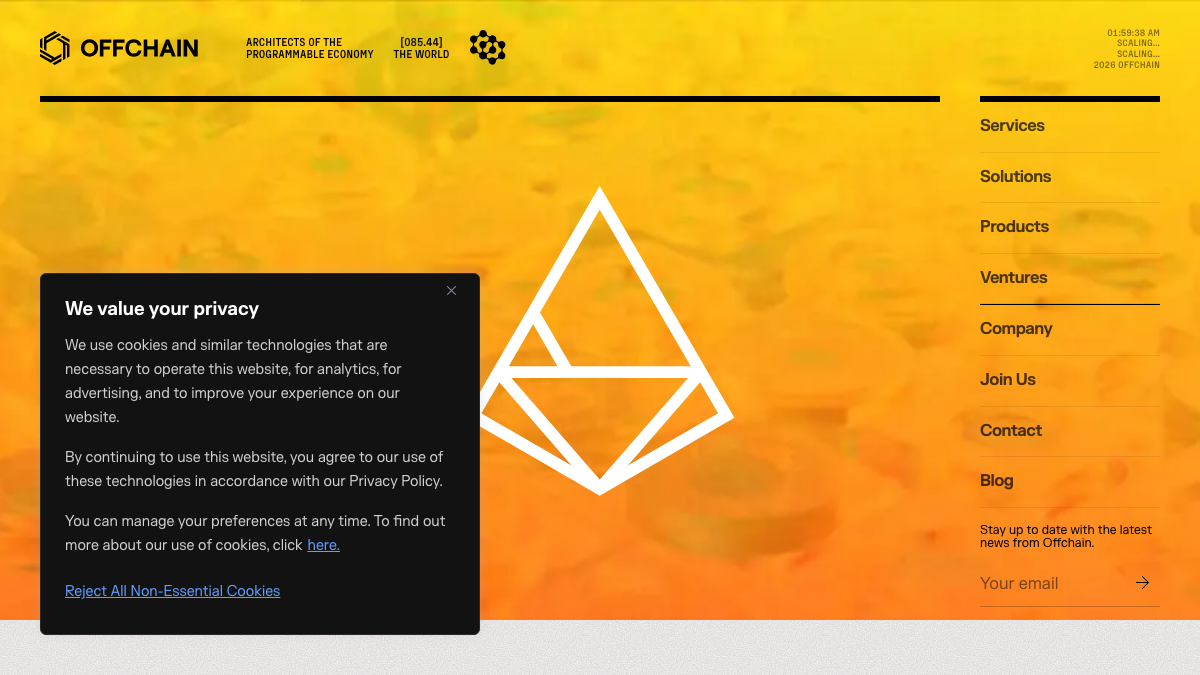 OFFCHAIN
ARCHITECTS OF THE
PROGRAMMABLE ECONOMY
[085.44]
THE WORLD
01:59:38 AM
SCALING...
SCALING...
2026 OFFCHAIN
Services
Solutions
Products
Ventures
Company
Join Us
Contact
Blog
Stay up to date with the latest
news from Offchain.
Your email
We value your privacy
We use cookies and similar technologies that are
necessary to operate this website, for analytics, for
advertising, and to improve your experience on our
website.
By continuing to use this website, you agree to our use of
these technologies in accordance with our Privacy Policy.
You can manage your preferences at any time. To find out
more about our use of cookies, click here.
Reject All Non-Essential Cookies